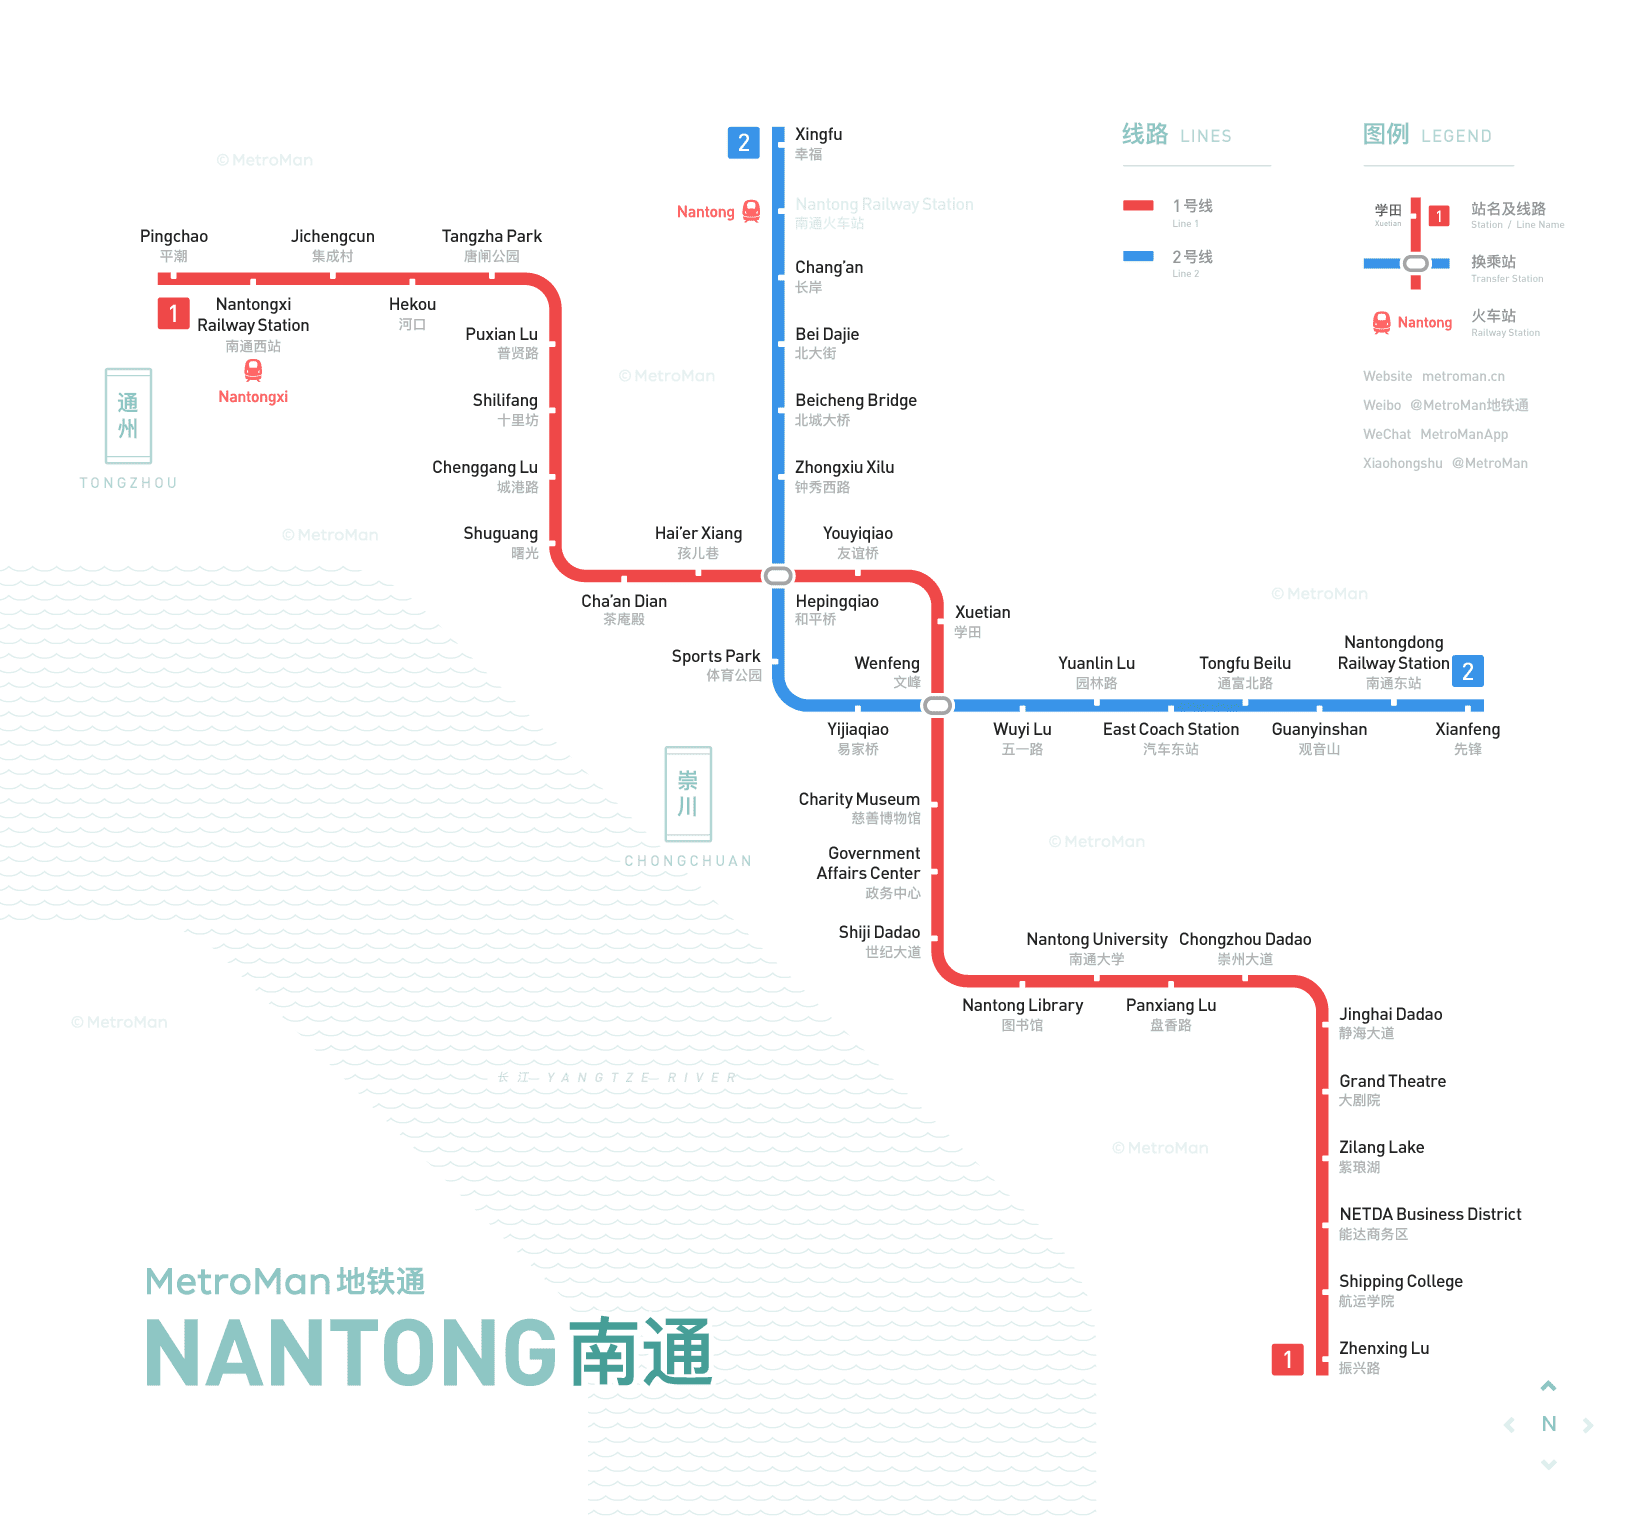 © MetroMan
2
Xingfu
幸福
Nantong
Nantong Railway Station
南通火车站
Chang’an
长岸
Bei Dajie
北大街
© MetroMan
Beicheng Bridge
北城大桥
Zhongxiu Xilu
钟秀西路
线路 LINES
1号线
Line 1
2号线
Line 2
图例 LEGEND
学田
Xuetian
1
站名及线路
Station / Line Name
换乘站
Transfer Station
Nantong
火车站
Railway Station
Website metroman.cn
Weibo @MetroMan地铁通
WeChat MetroManApp
Xiaohongshu @MetroMan
Pingchao
平潮
Jichengcun
集成村
Tangzha Park
唐闸公园
1
Nantongxi
Railway Station
南通西站
Nantongxi
Hekou
河口
Puxian Lu
普贤路
Shilifang
十里坊
Chenggang Lu
城港路
Shuguang
曙光
通州
TONGZHOU
© MetroMan
Hai’er Xiang
孩儿巷
Youyiqiao
友谊桥
Cha’an Dian
茶庵殿
Hepingqiao
和平桥
© MetroMan
Xuetian
学田
Sports Park
体育公园
Wenfeng
文峰
Yuanlin Lu
园林路
Tongfu Beilu
通富北路
Nantongdong
Railway Station
南通东站
2
Yijiaqiao
易家桥
Wuyi Lu
五一路
East Coach Station
汽车东站
Guanyinshan
观音山
Xianfeng
先锋
崇川
CHONGCHUAN
Charity Museum
慈善博物馆
© MetroMan
Government
Affairs Center
政务中心
Shiji Dadao
世纪大道
Nantong University
南通大学
Chongzhou Dadao
崇州大道
Nantong Library
图书馆
Panxiang Lu
盘香路
© MetroMan
Jinghai Dadao
静海大道
长江 YANGTZE RIVER
Grand Theatre
大剧院
© MetroMan
Zilang Lake
紫琅湖
NETDA Business District
能达商务区
Shipping College
航运学院
1
Zhenxing Lu
振兴路
MetroMan 地铁通
NANTONG 南通
N